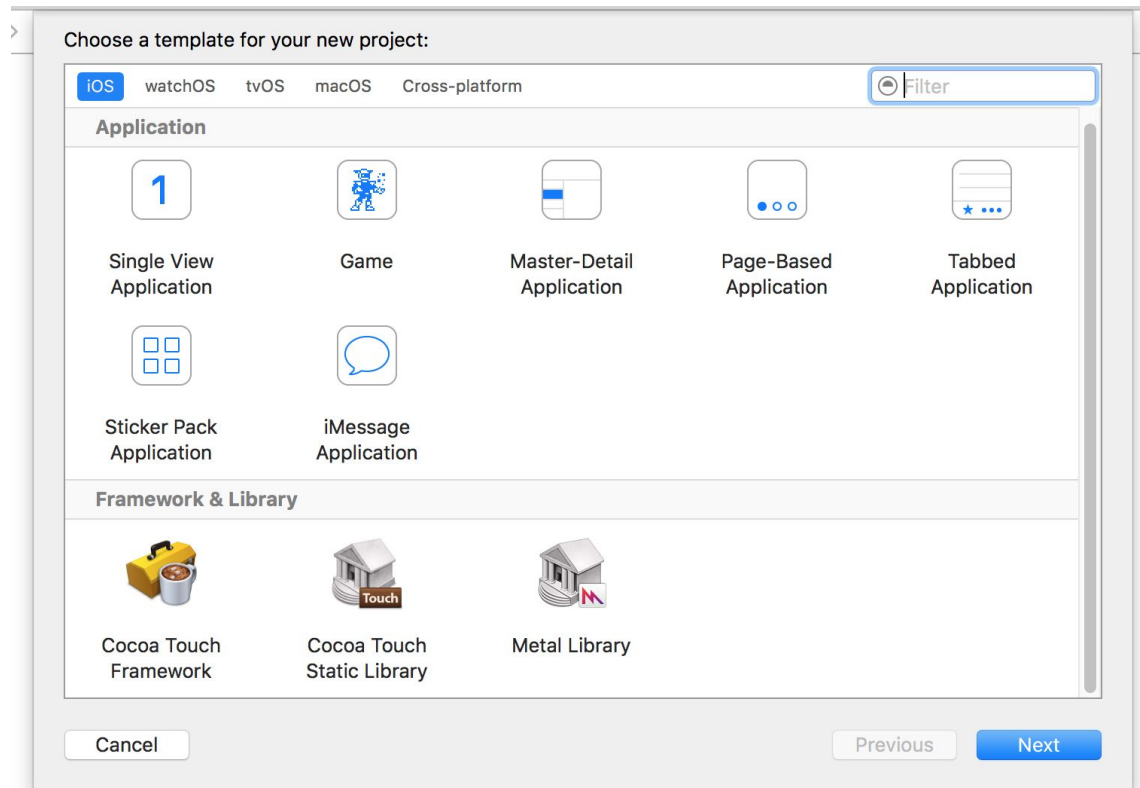 Choose a template for your new project:
iOS watchOS tvOS macOS Cross-platform Filter
Application
1
Single View Application
Game
Master-Detail Application
Page-Based Application
Tabbed Application
Sticker Pack Application
iMessage Application
Framework & Library
Touch
Cocoa Touch Framework
Cocoa Touch Static Library
Metal Library
Cancel Previous Next